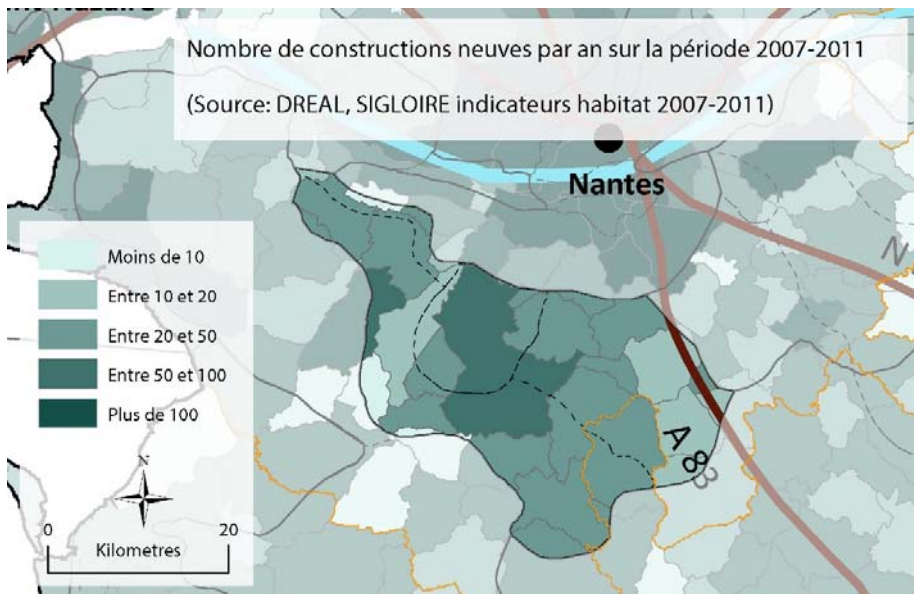 Nombre de constructions neuves par an sur la période 2007-2011
(Source: DREAL, SIGLOIRE indicateurs habitat 2007-2011)
Nantes
Moins de 10
Entre 10 et 20
Entre 20 et 50
Entre 50 et 100
Plus de 100
N
A 83
N
0 20
Kilometres